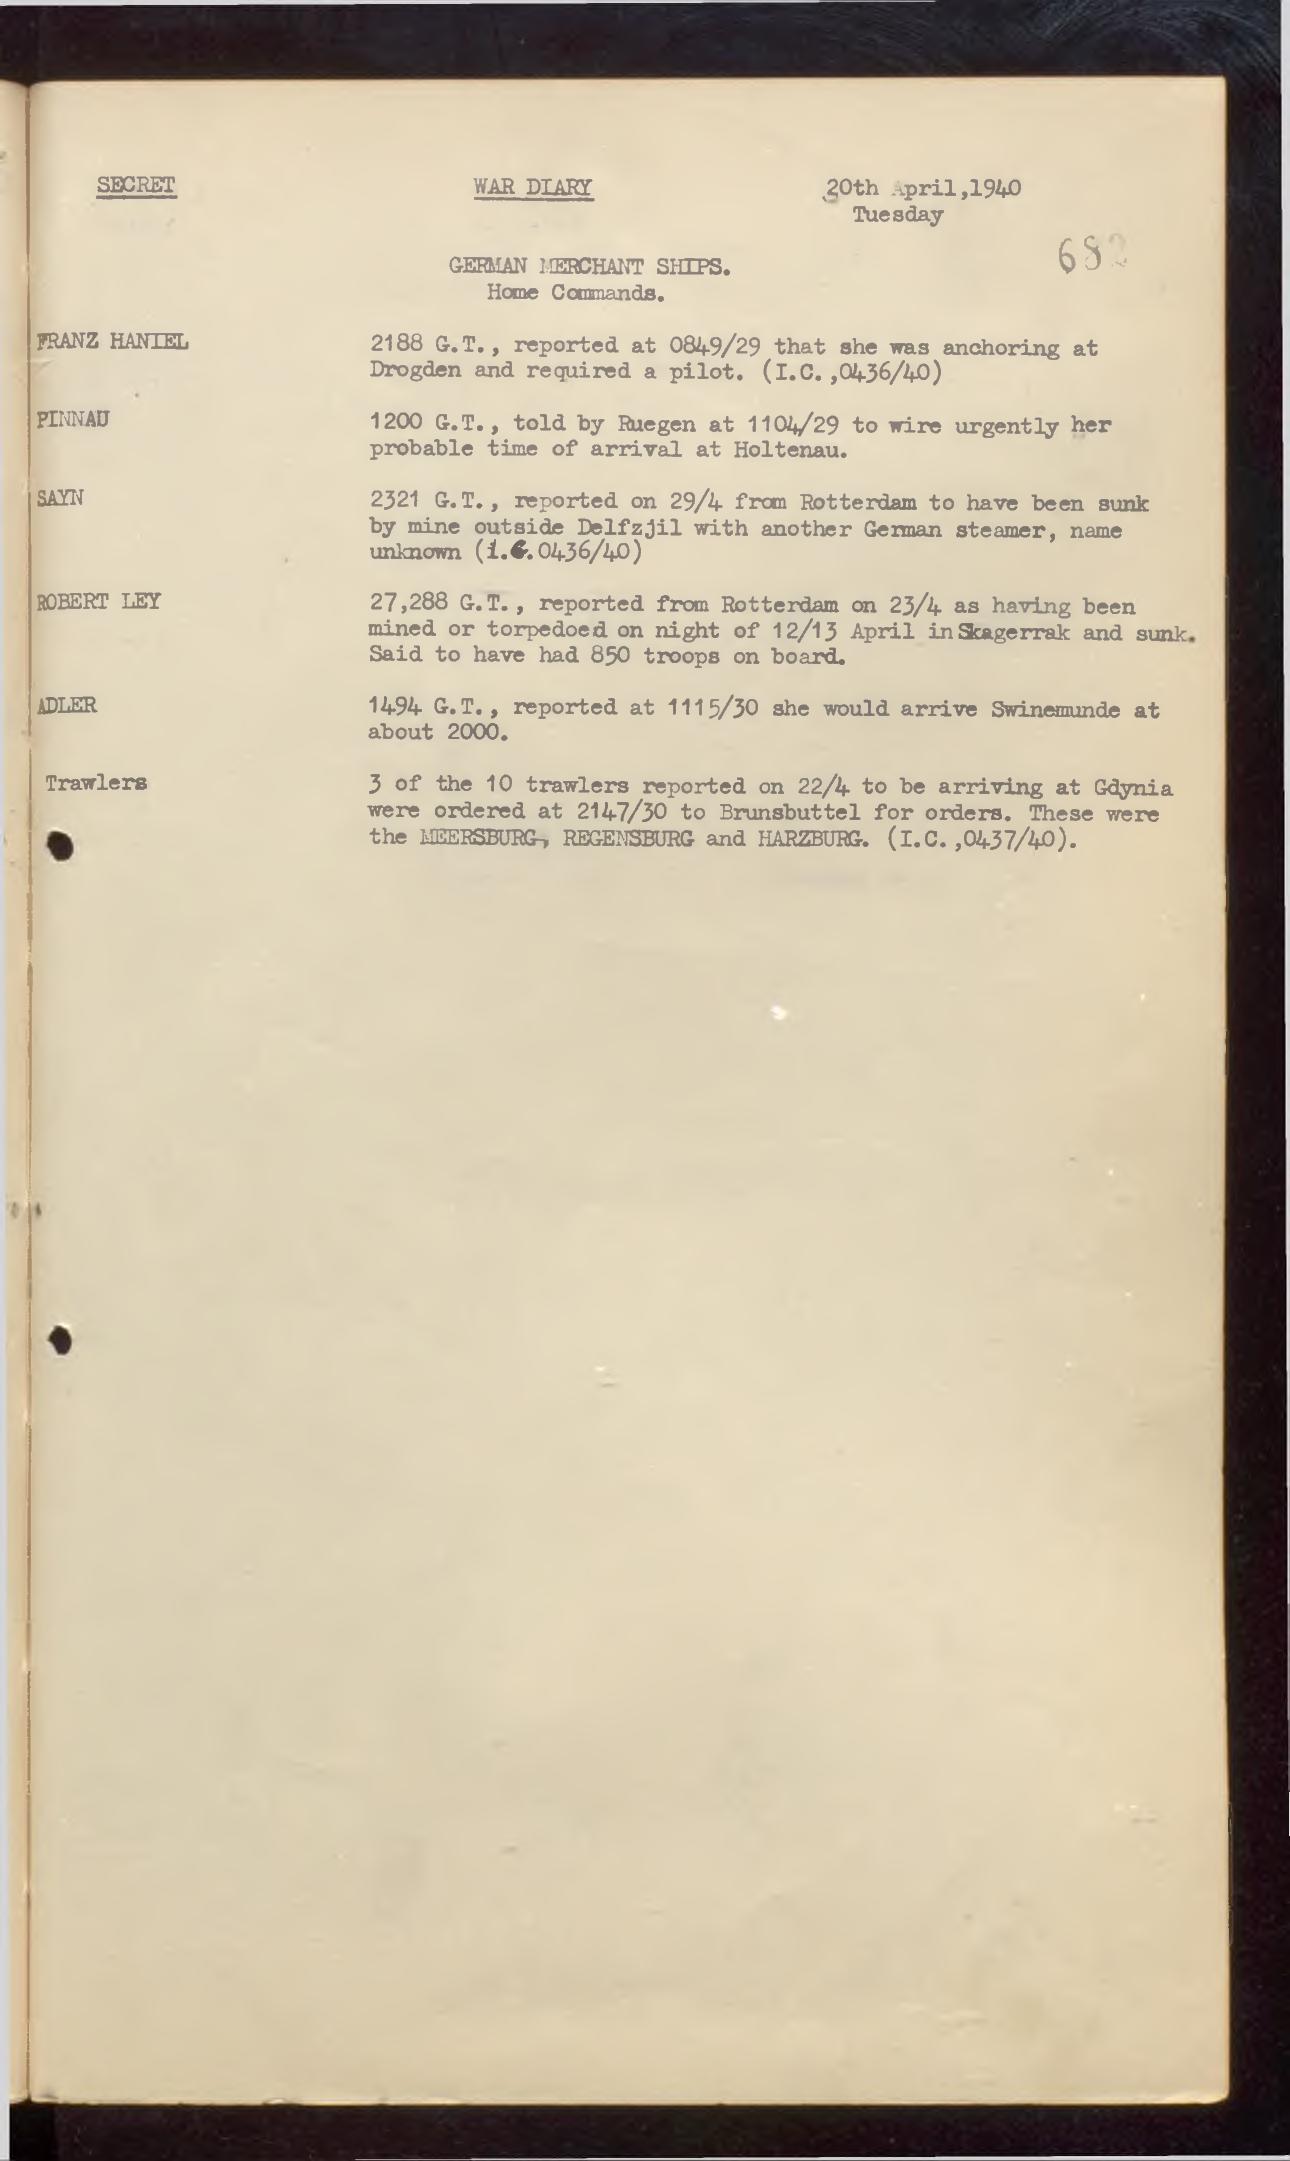 SECRET
WAR DIARY
30th April,1940
Tuesday
GERMAN MERCHANT SHIPS.
Home Commands.
FRANZ HANIEL
2188 G.T., reported at 0849/29 that she was anchoring at
Drogden and required a pilot. (I.C.,0436/40)
PINNAU
1200 G.T., told by Ruegen at 1104/29 to wire urgently her
probable time of arrival at Holtenau.
SAYN
2321 G.T., reported on 29/4 from Rotterdam to have been sunk
by mine outside Delfzjil with another German steamer, name
unknown (i.C.0436/40)
ROBERT LEY
27,288 G.T., reported from Rotterdam on 23/4 as having been
mined or torpedoed on night of 12/13 April in Skagerrak and sunk.
Said to have had 850 troops on board.
ADLER
1494 G.T., reported at 1115/30 she would arrive Swinemunde at
about 2000.
Trawlers
3 of the 10 trawlers reported on 22/4 to be arriving at Gdynia
were ordered at 2147/30 to Brunsbuttel for orders. These were
the MEERSBURG, REGENSBURG and HARZBURG. (I.C.,0437/40).